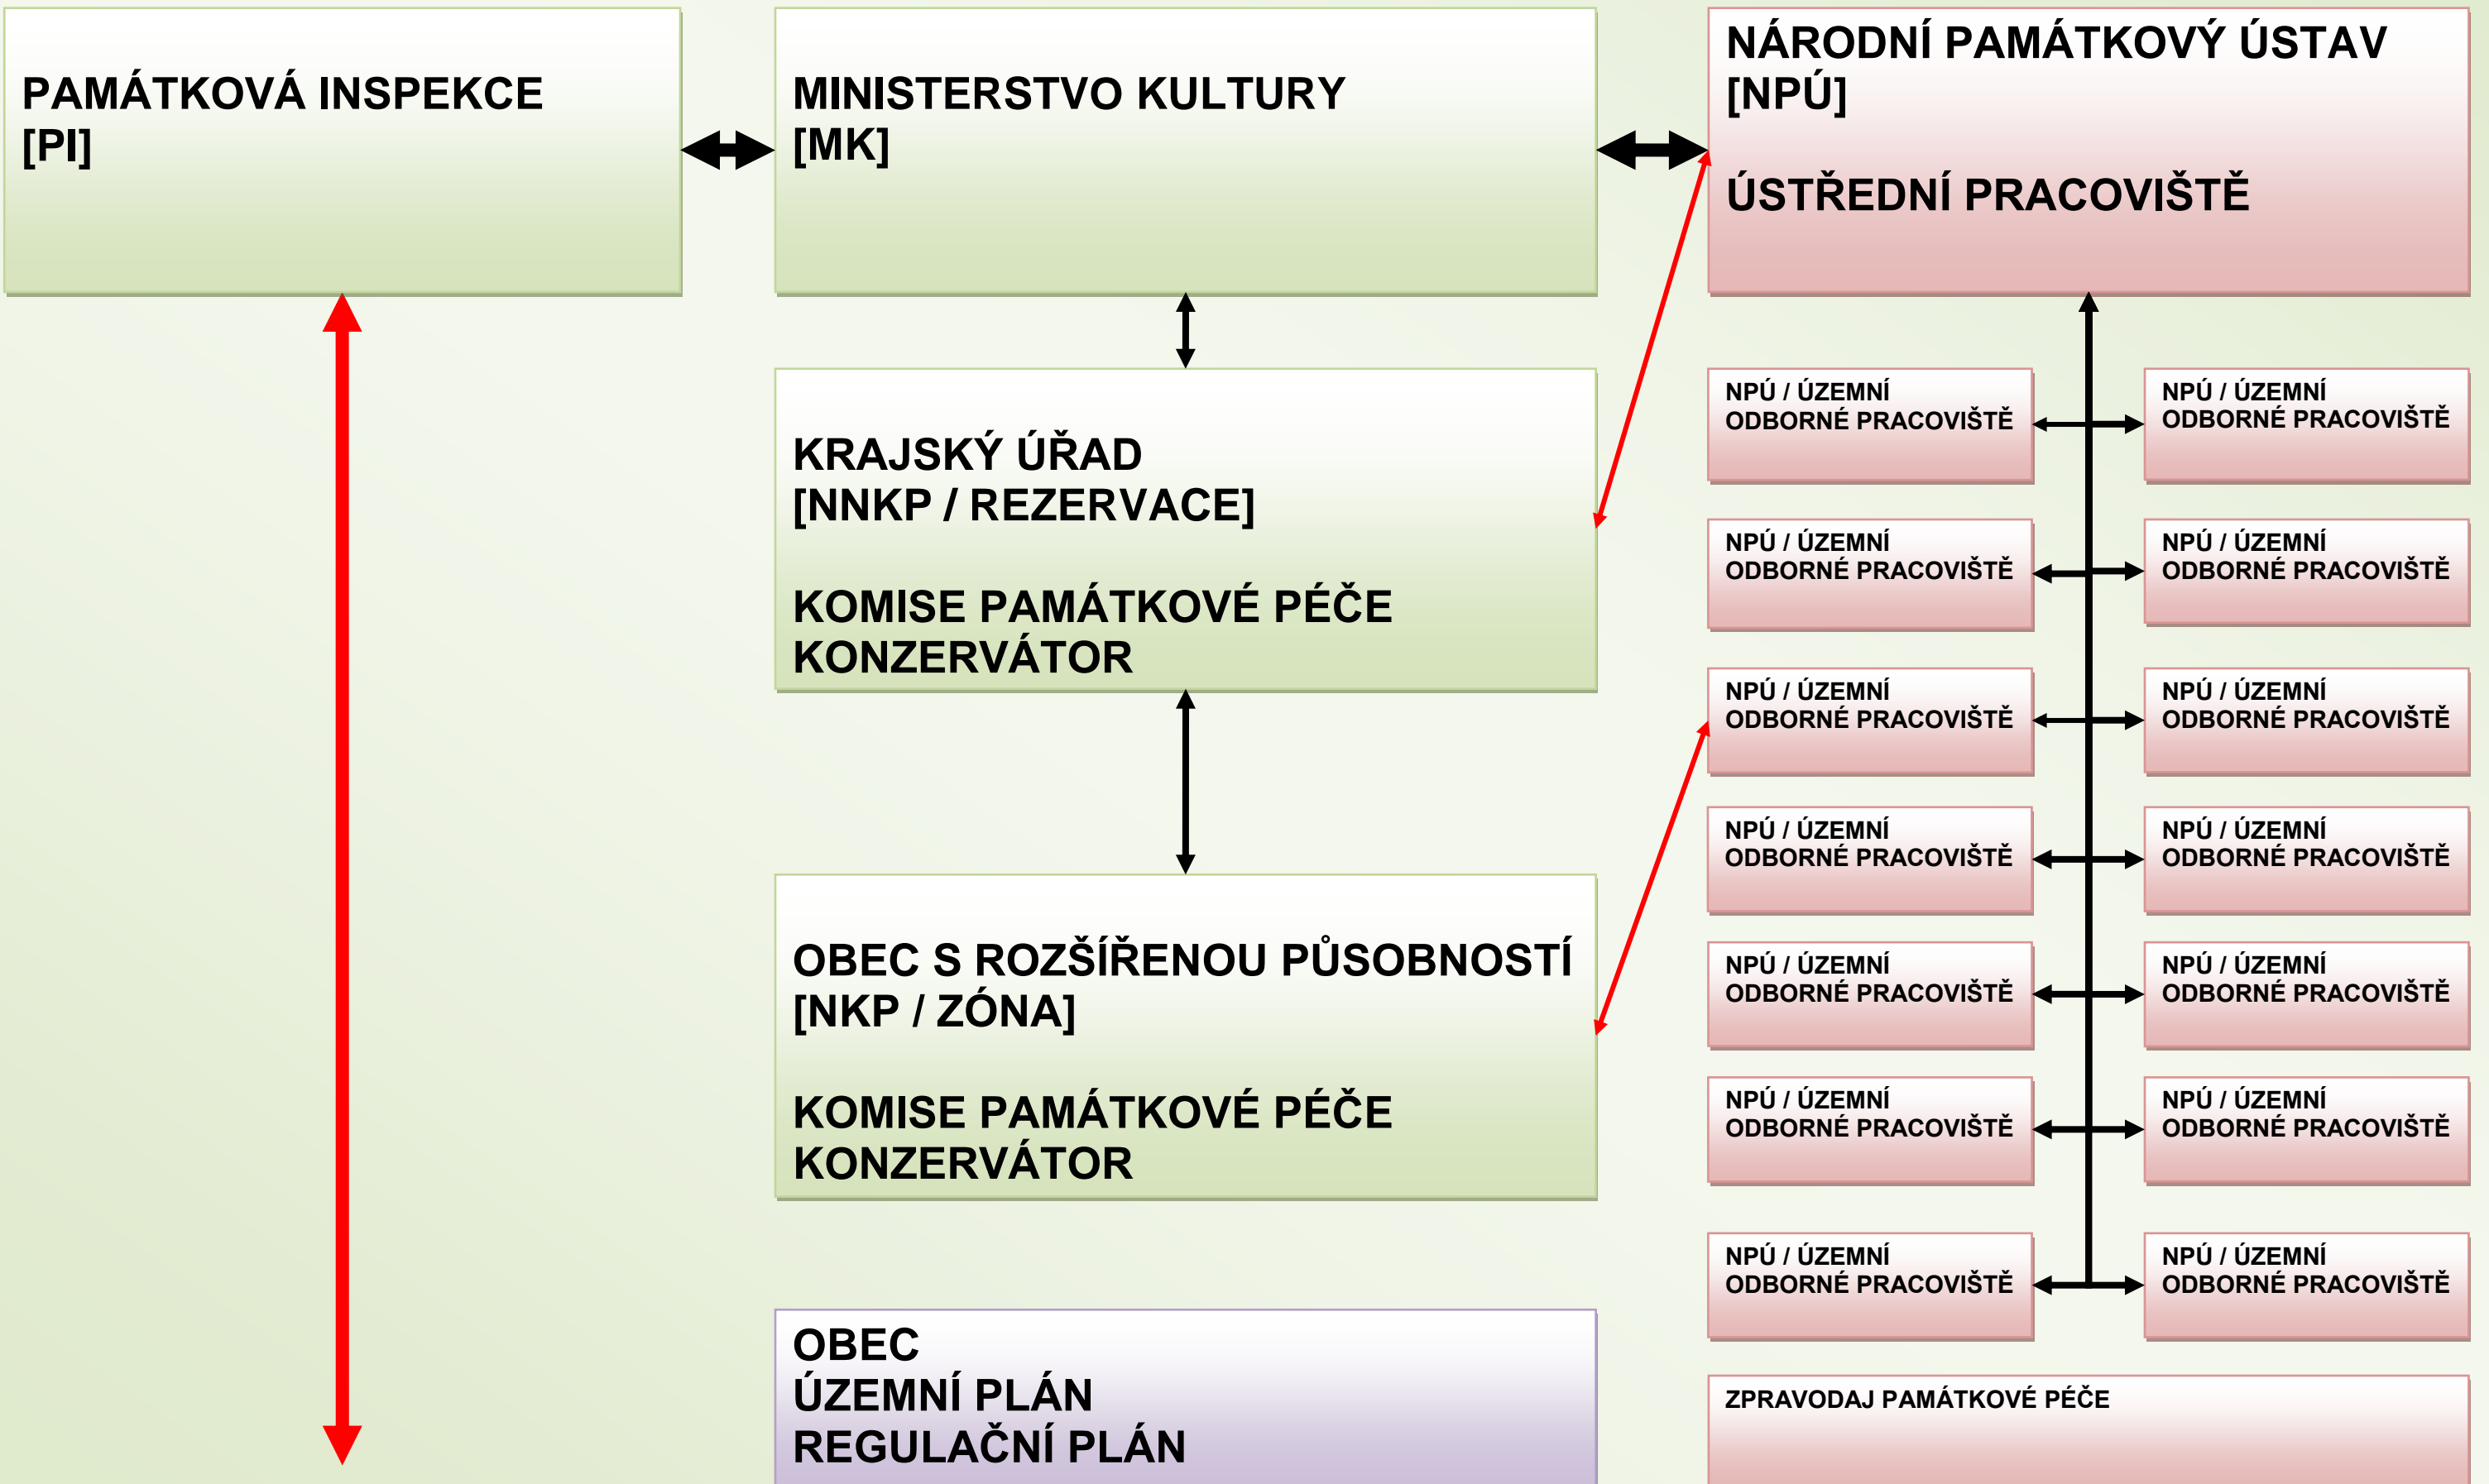 PAMÁTKOVÁ INSPEKCE
[PI]
MINISTERSTVO KULTURY
[MK]
NÁRODNÍ PAMÁTKOVÝ ÚSTAV
[NPÚ]
ÚSTŘEDNÍ PRACOVIŠTĚ
KRAJSKÝ ÚŘAD
[NNKP / REZERVACE]
KOMISE PAMÁTKOVÉ PÉČE
KONZERVÁTOR
OBEC S ROZŠÍŘENOU PŮSOBNOSTÍ
[NKP / ZÓNA]
KOMISE PAMÁTKOVÉ PÉČE
KONZERVÁTOR
OBEC
ÚZEMNÍ PLÁN
REGULAČNÍ PLÁN
NPÚ / ÚZEMNÍ
ODBORNÉ PRACOVIŠTĚ
NPÚ / ÚZEMNÍ
ODBORNÉ PRACOVIŠTĚ
NPÚ / ÚZEMNÍ
ODBORNÉ PRACOVIŠTĚ
NPÚ / ÚZEMNÍ
ODBORNÉ PRACOVIŠTĚ
NPÚ / ÚZEMNÍ
ODBORNÉ PRACOVIŠTĚ
NPÚ / ÚZEMNÍ
ODBORNÉ PRACOVIŠTĚ
NPÚ / ÚZEMNÍ
ODBORNÉ PRACOVIŠTĚ
NPÚ / ÚZEMNÍ
ODBORNÉ PRACOVIŠTĚ
NPÚ / ÚZEMNÍ
ODBORNÉ PRACOVIŠTĚ
NPÚ / ÚZEMNÍ
ODBORNÉ PRACOVIŠTĚ
NPÚ / ÚZEMNÍ
ODBORNÉ PRACOVIŠTĚ
NPÚ / ÚZEMNÍ
ODBORNÉ PRACOVIŠTĚ
NPÚ / ÚZEMNÍ
ODBORNÉ PRACOVIŠTĚ
NPÚ / ÚZEMNÍ
ODBORNÉ PRACOVIŠTĚ
ZPRAVODAJ PAMÁTKOVÉ PÉČE